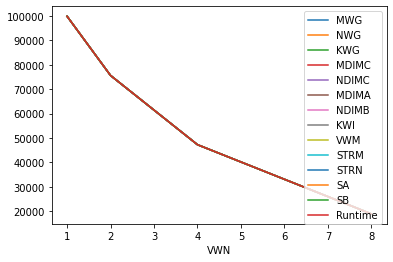 100000
90000
80000
70000
60000
50000
40000
30000
20000
1 2 3 4 5 6 7 8
VWN
MWG
NWG
KWG
MDIMC
NDIMC
MDIMA
NDIMB
KWI
VWM
STRM
STRN
SA
SB
Runtime